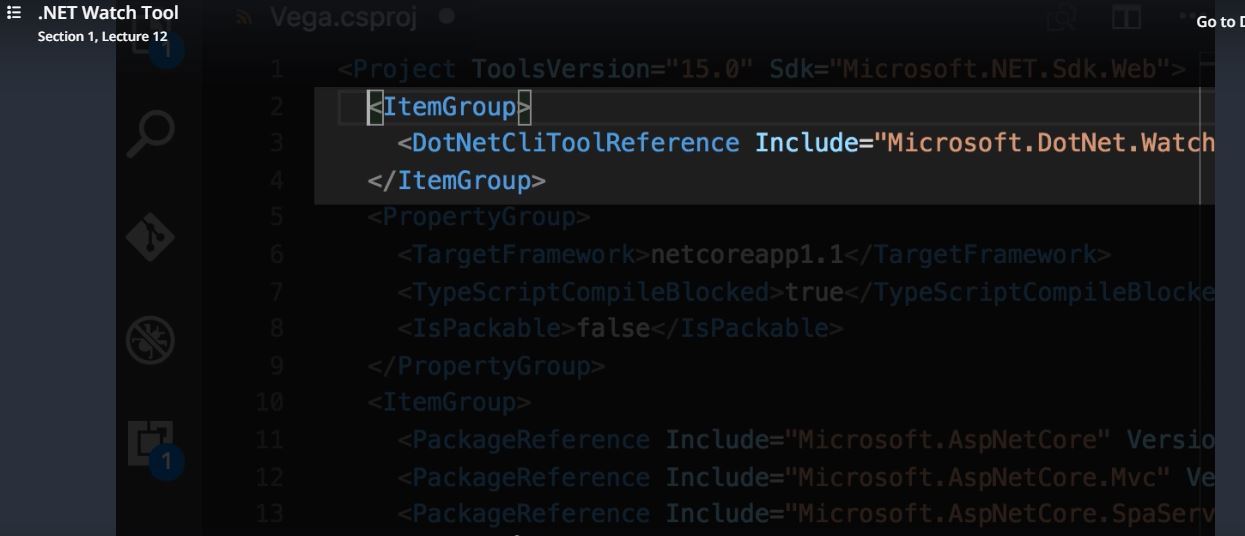 .NET Watch Tool
Section 1, Lecture 12
Go to D
Vega.csproj
1
1 <Project ToolsVersion="15.0" Sdk="Microsoft.NET.Sdk.Web">
2 <ItemGroup>
3 <DotNetCliToolReference Include="Microsoft.DotNet.Watch
4 </ItemGroup>
5 <PropertyGroup>
6 <TargetFramework>netcoreapp1.1</TargetFramework>
7 <TypeScriptCompileBlocked>true</TypeScriptCompileBlocke
8 <IsPackable>false</IsPackable>
9 </PropertyGroup>
10 <ItemGroup>
11 <PackageReference Include="Microsoft.AspNetCore" Versio
12 <PackageReference Include="Microsoft.AspNetCore.Mvc" Ve
13 <PackageReference Include="Microsoft.AspNetCore.SpaServ
1